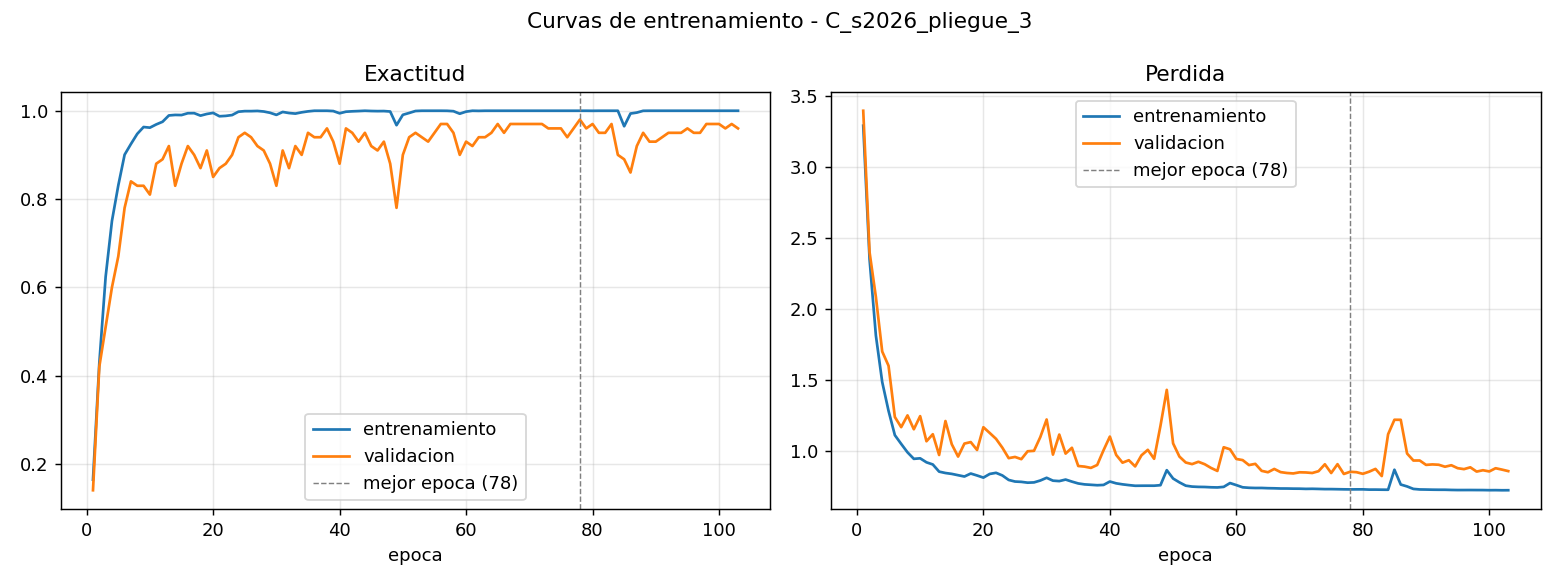 Curvas de entrenamiento - C_s2026_pliegue_3
Exactitud
1.0
0.8
0.6
0.4
0.2
0
20
40
60
80
100
epoca
entrenamiento
validacion
mejor epoca (78)
Perdida
3.5
3.0
2.5
2.0
1.5
1.0
0
20
40
60
80
100
epoca
entrenamiento
validacion
mejor epoca (78)